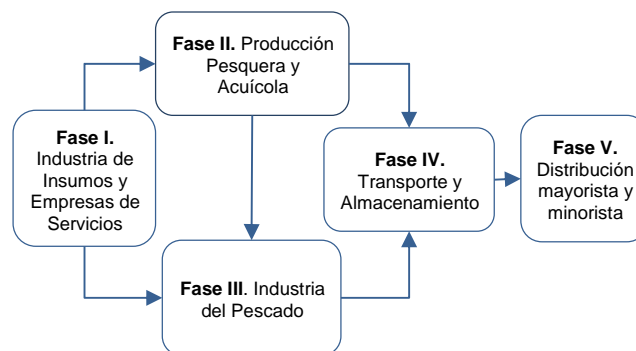 Fase I.
Industria de
Insumos y
Empresas de
Servicios
Fase II. Producción
Pesquera y
Acuícola
Fase III. Industria
del Pescado
Fase IV.
Transporte y
Almacenamiento
Fase V.
Distribución
mayorista y
minorista